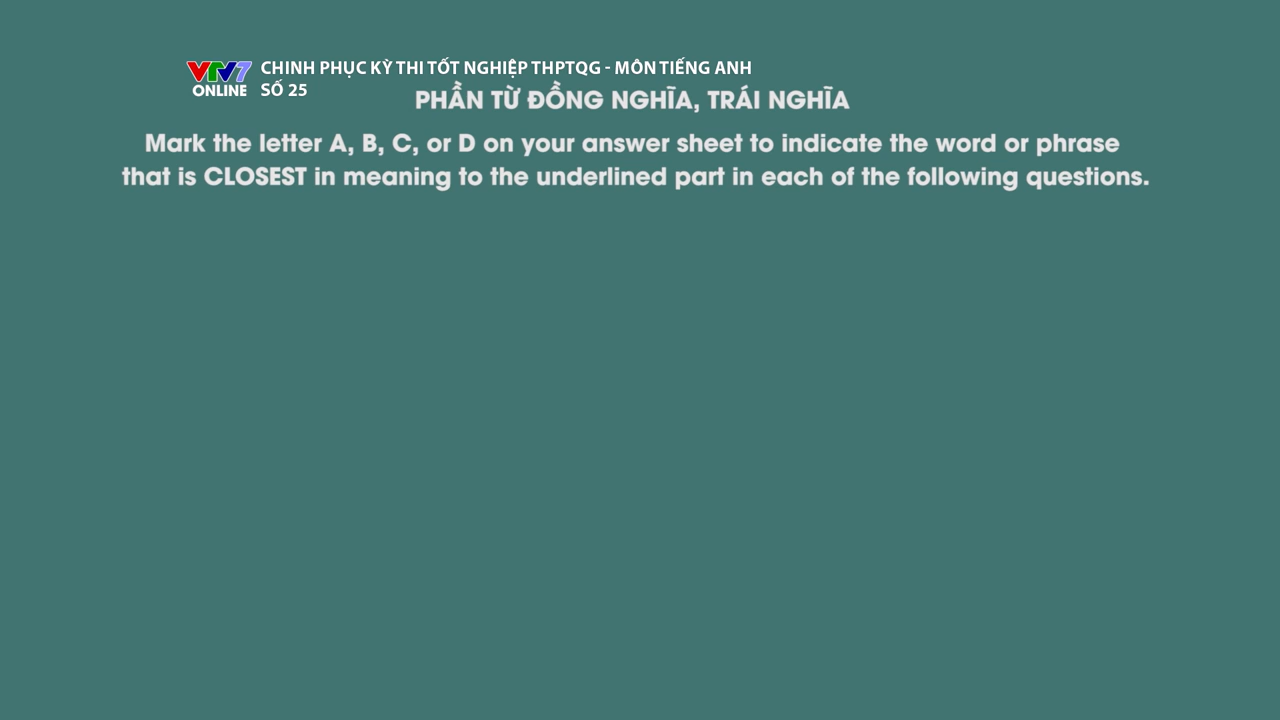 VTV7
ONLINE
CHINH PHỤC KỲ THI TỐT NGHIỆP THPTQG - MÔN TIẾNG ANH
SỐ 25
PHẦN TỪ ĐỒNG NGHĨA, TRÁI NGHĨA
Mark the letter A, B, C, or D on your answer sheet to indicate the word or phrase
that is CLOSEST in meaning to the underlined part in each of the following questions.